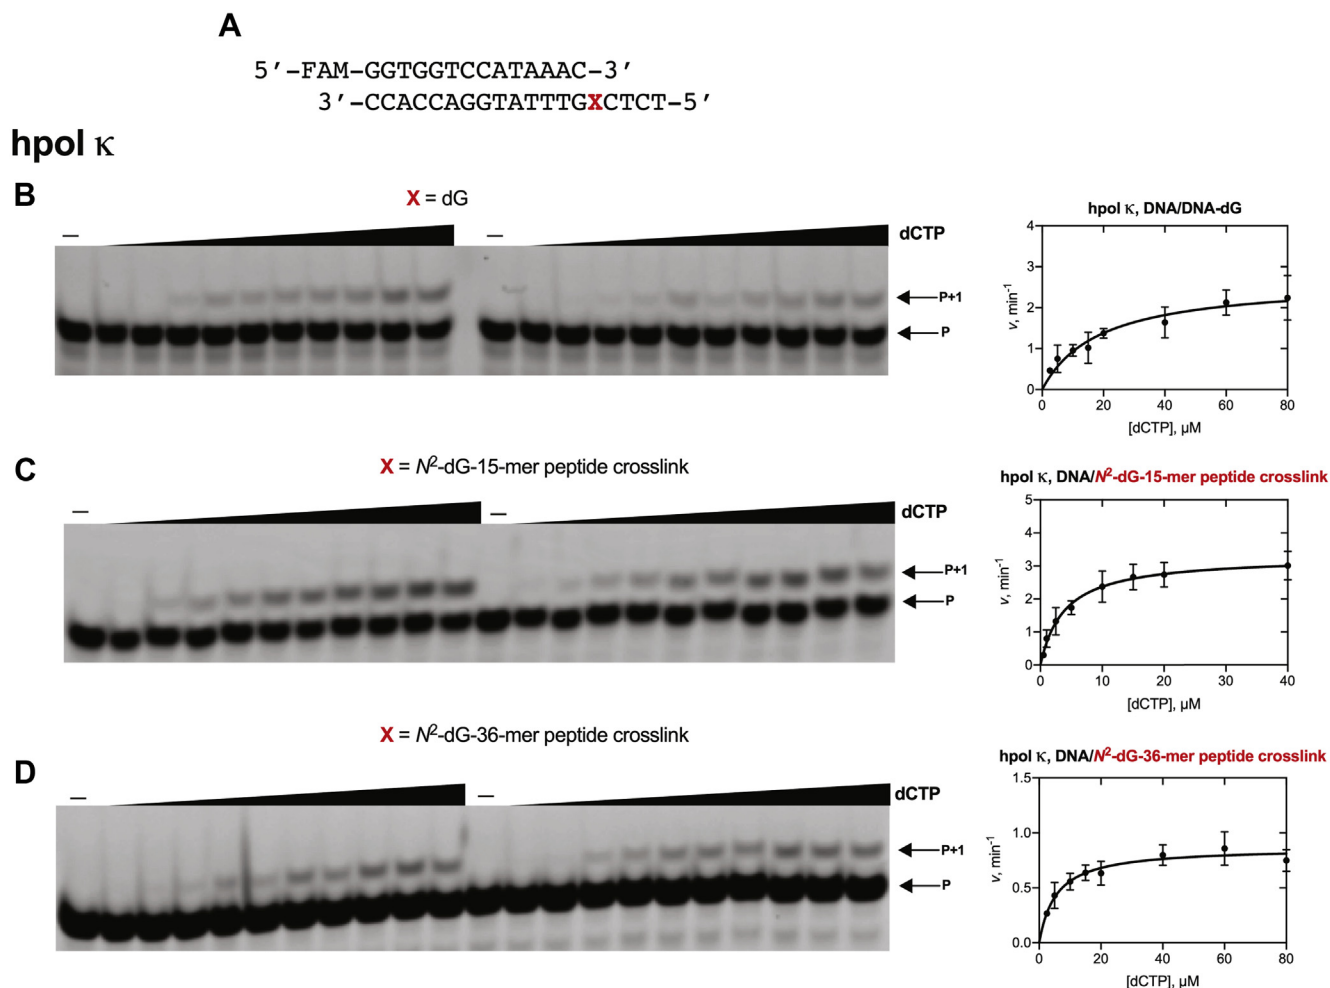 A
5′-FAM-GGTGGTCCATAAAC-3′
3′-CCACCAGGTATTTGXCTCT-5′
hpol κ
B
X = dG
– – dCTP
P+1
P
hpol κ, DNA/DNA-dG
4
3
2
1
0
v, min-1
0 20 40 60 80
[dCTP], µM
C
X = N2-dG-15-mer peptide crosslink
– – dCTP
P+1
P
hpol κ, DNA/N2-dG-15-mer peptide crosslink
5
4
3
2
1
0
v, min-1
0 10 20 30 40
[dCTP], µM
D
X = N2-dG-36-mer peptide crosslink
– – dCTP
P+1
P
hpol κ, DNA/N2-dG-36-mer peptide crosslink
1.5
1.0
0.5
0.0
v, min-1
0 20 40 60 80
[dCTP], µM